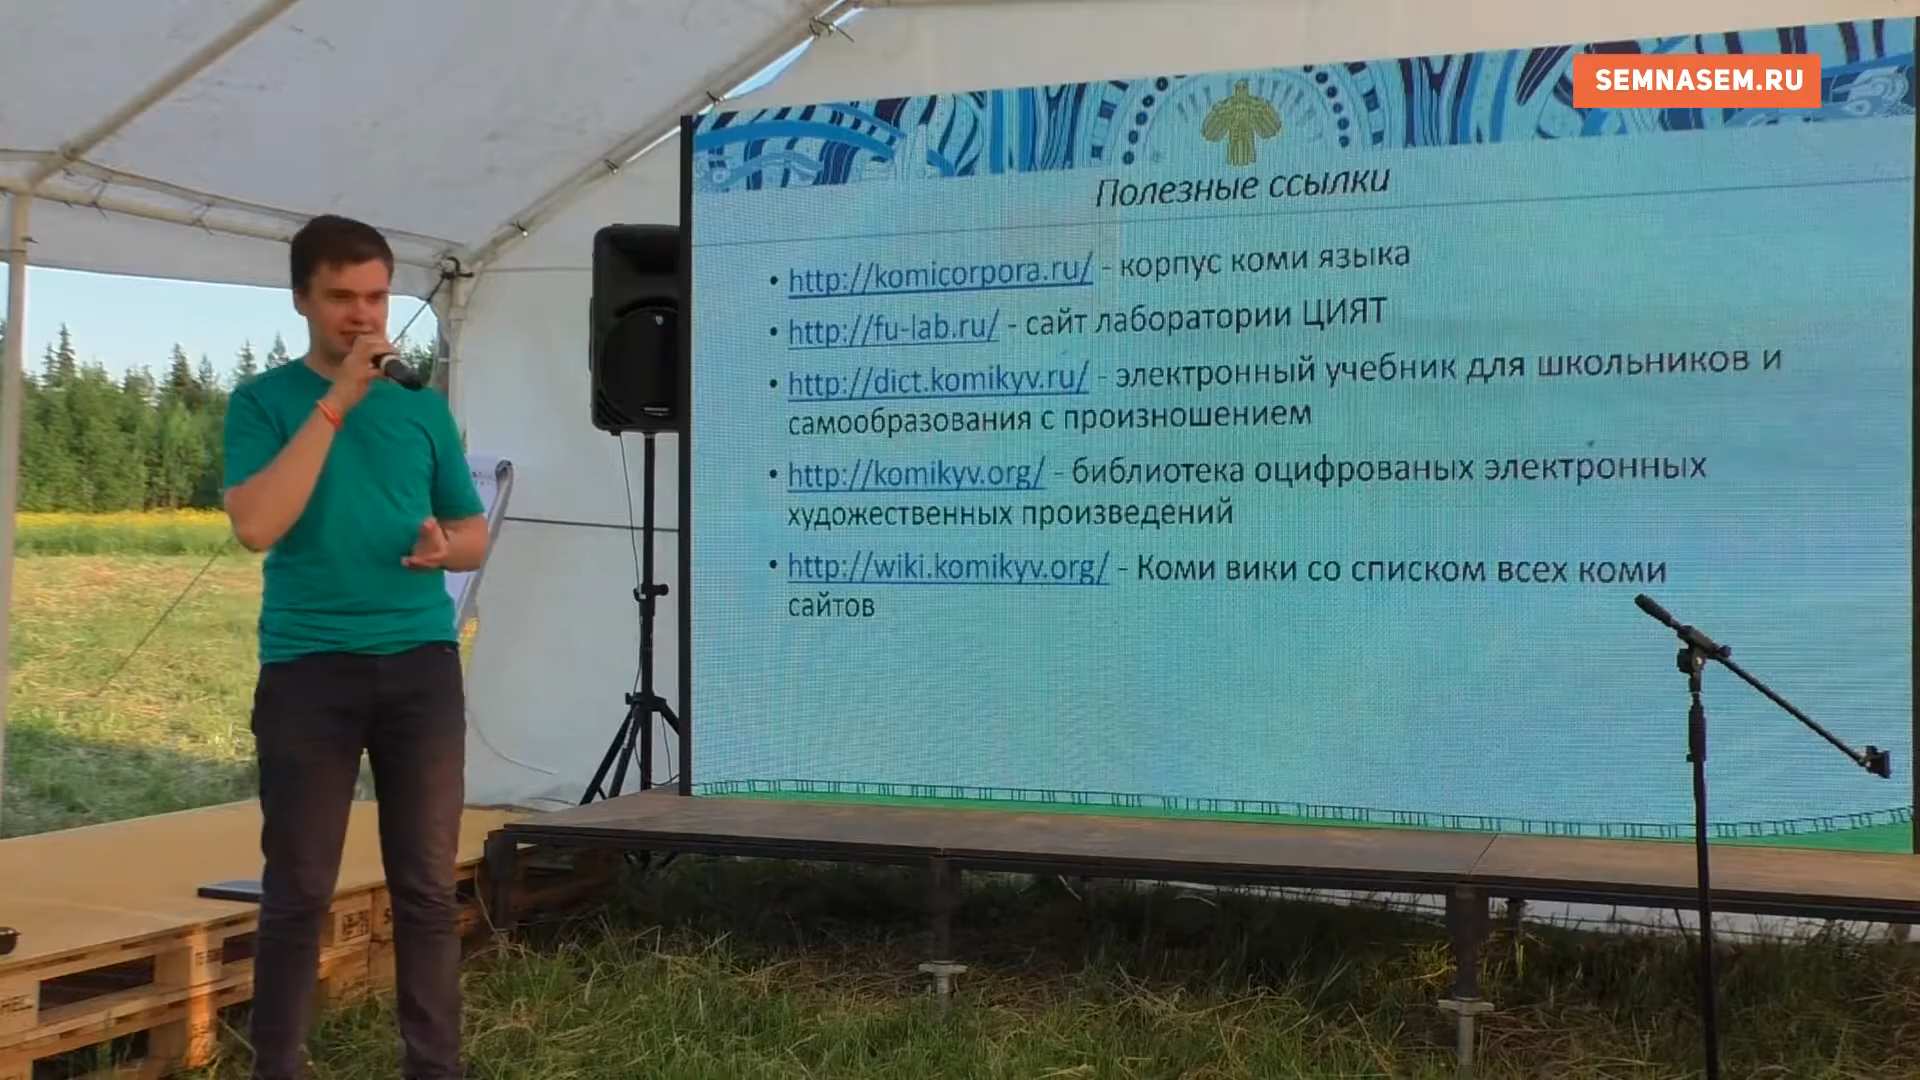 SEMNASEM.RU
Полезные ссылки
• http://komicorpora.ru/ - корпус коми языка
• http://fu-lab.ru/ - сайт лаборатории ЦИЯТ
• http://dict.komikyv.ru/ - электронный учебник для школьников и
самообразования с произношением
• http://komikyv.org/ - библиотека оцифрованых электронных
художественных произведений
• http://wiki.komikyv.org/ - Коми вики со списком всех коми
сайтов